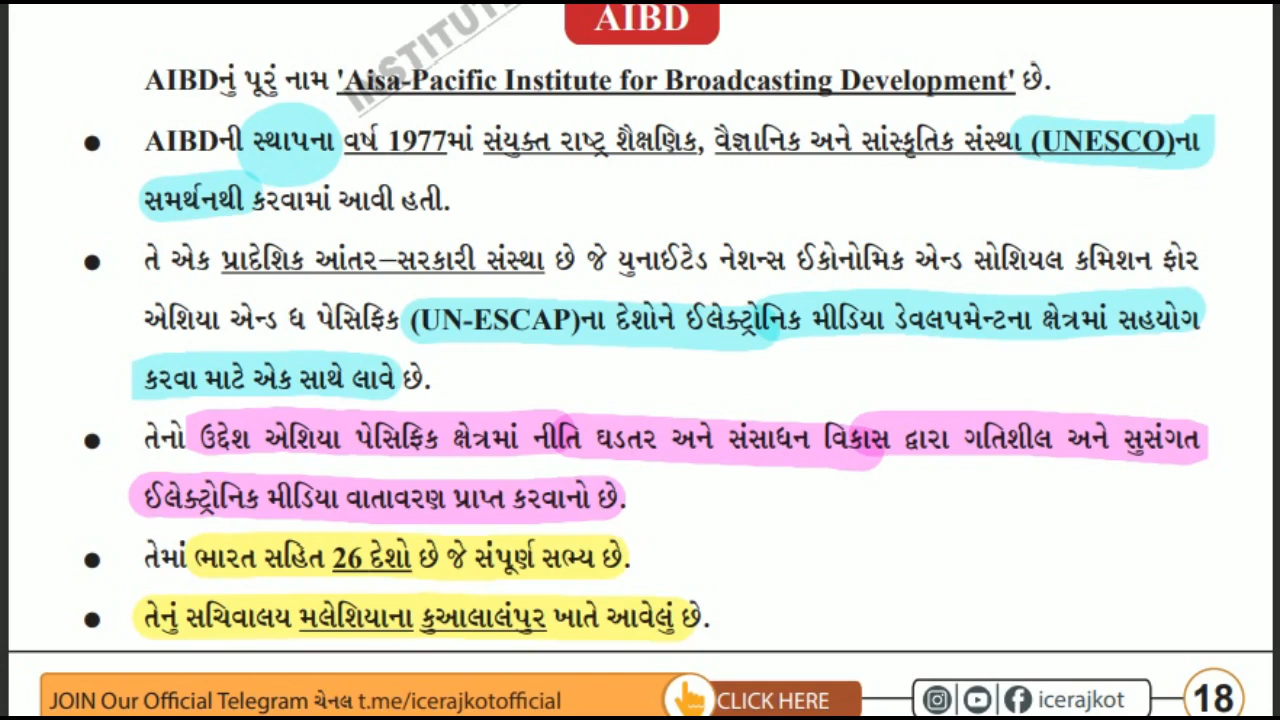 INSTITUT
AIBD
AIBDનું પૂરું નામ 'Aisa-Pacific Institute for Broadcasting Development' છે.
● AIBDની સ્થાપના વર્ષ 1977માં સંયુક્ત રાષ્ટ્ર શૈક્ષણિક, વૈજ્ઞાનિક અને સાંસ્કૃતિક સંસ્થા (UNESCO)ના
સમર્થનથી કરવામાં આવી હતી.
● તે એક પ્રાદેશિક આંતર–સરકારી સંસ્થા છે જે યુનાઈટેડ નેશન્સ ઈકોનોમિક એન્ડ સોશિયલ કમિશન ફોર
એશિયા એન્ડ ધ પેસિફિક (UN-ESCAP)ના દેશોને ઈલેક્ટ્રોનિક મીડિયા ડેવલપમેન્ટના ક્ષેત્રમાં સહયોગ
કરવા માટે એક સાથે લાવે છે.
● તેનો ઉદ્દેશ એશિયા પેસિફિક ક્ષેત્રમાં નીતિ ઘડતર અને સંસાધન વિકાસ દ્વારા ગતિશીલ અને સુસંગત
ઈલેક્ટ્રોનિક મીડિયા વાતાવરણ પ્રાપ્ત કરવાનો છે.
● તેમાં ભારત સહિત 26 દેશો છે જે સંપૂર્ણ સભ્ય છે.
● તેનું સચિવાલય મલેશિયાના કુઆલાલંપુર ખાતે આવેલું છે.
JOIN Our Official Telegram ચેનલ t.me/icerajkotofficial CLICK HERE icerajkot 18